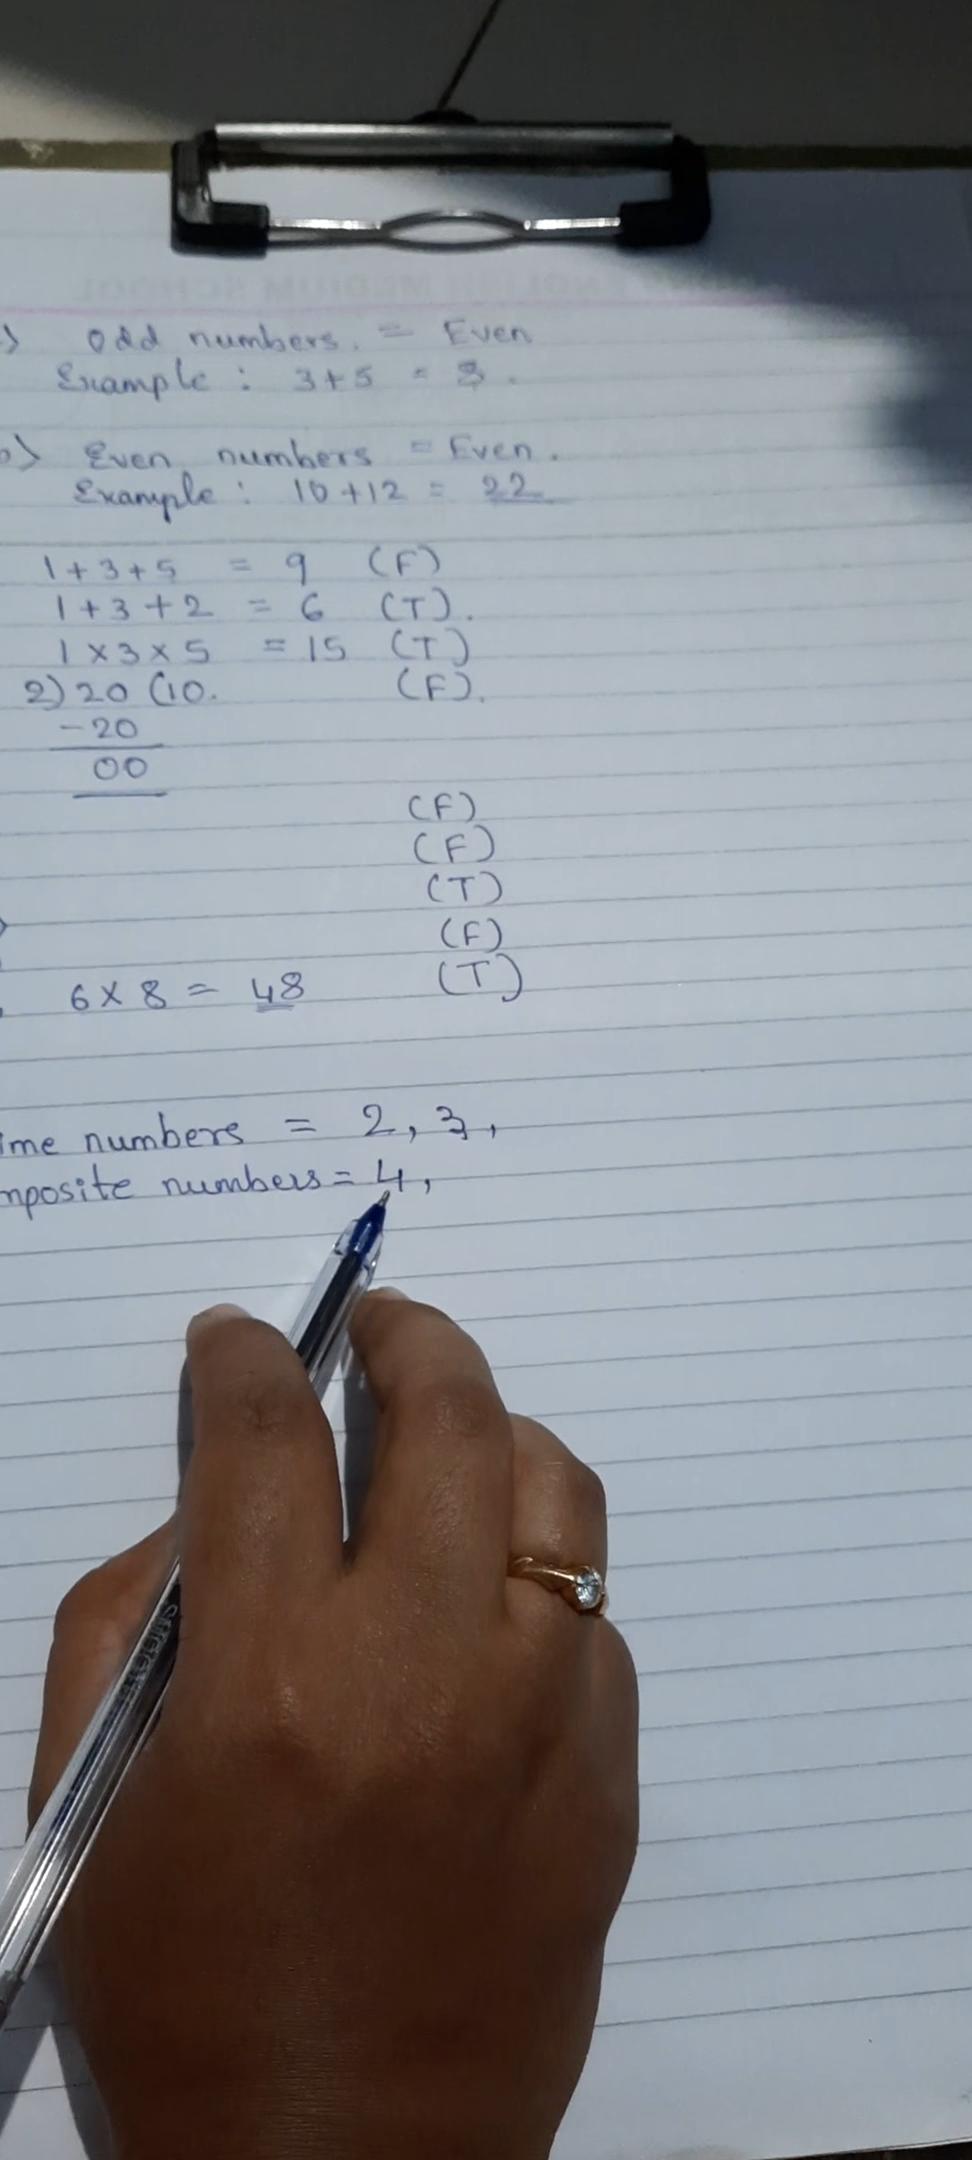 Odd numbers. = Even
Example : 3+5 = 8.
b) Even numbers = Even.
Example : 10+12 = 22
1+3+5 = 9 (F)
1+3+2 = 6 (T).
1×3×5 = 15 (T)
2)20(10. (F).
-20
00
(F)
(F)
(T)
(F)
6×8 = 48 (T)
ime numbers = 2, 3,
mposite numbers = 4,